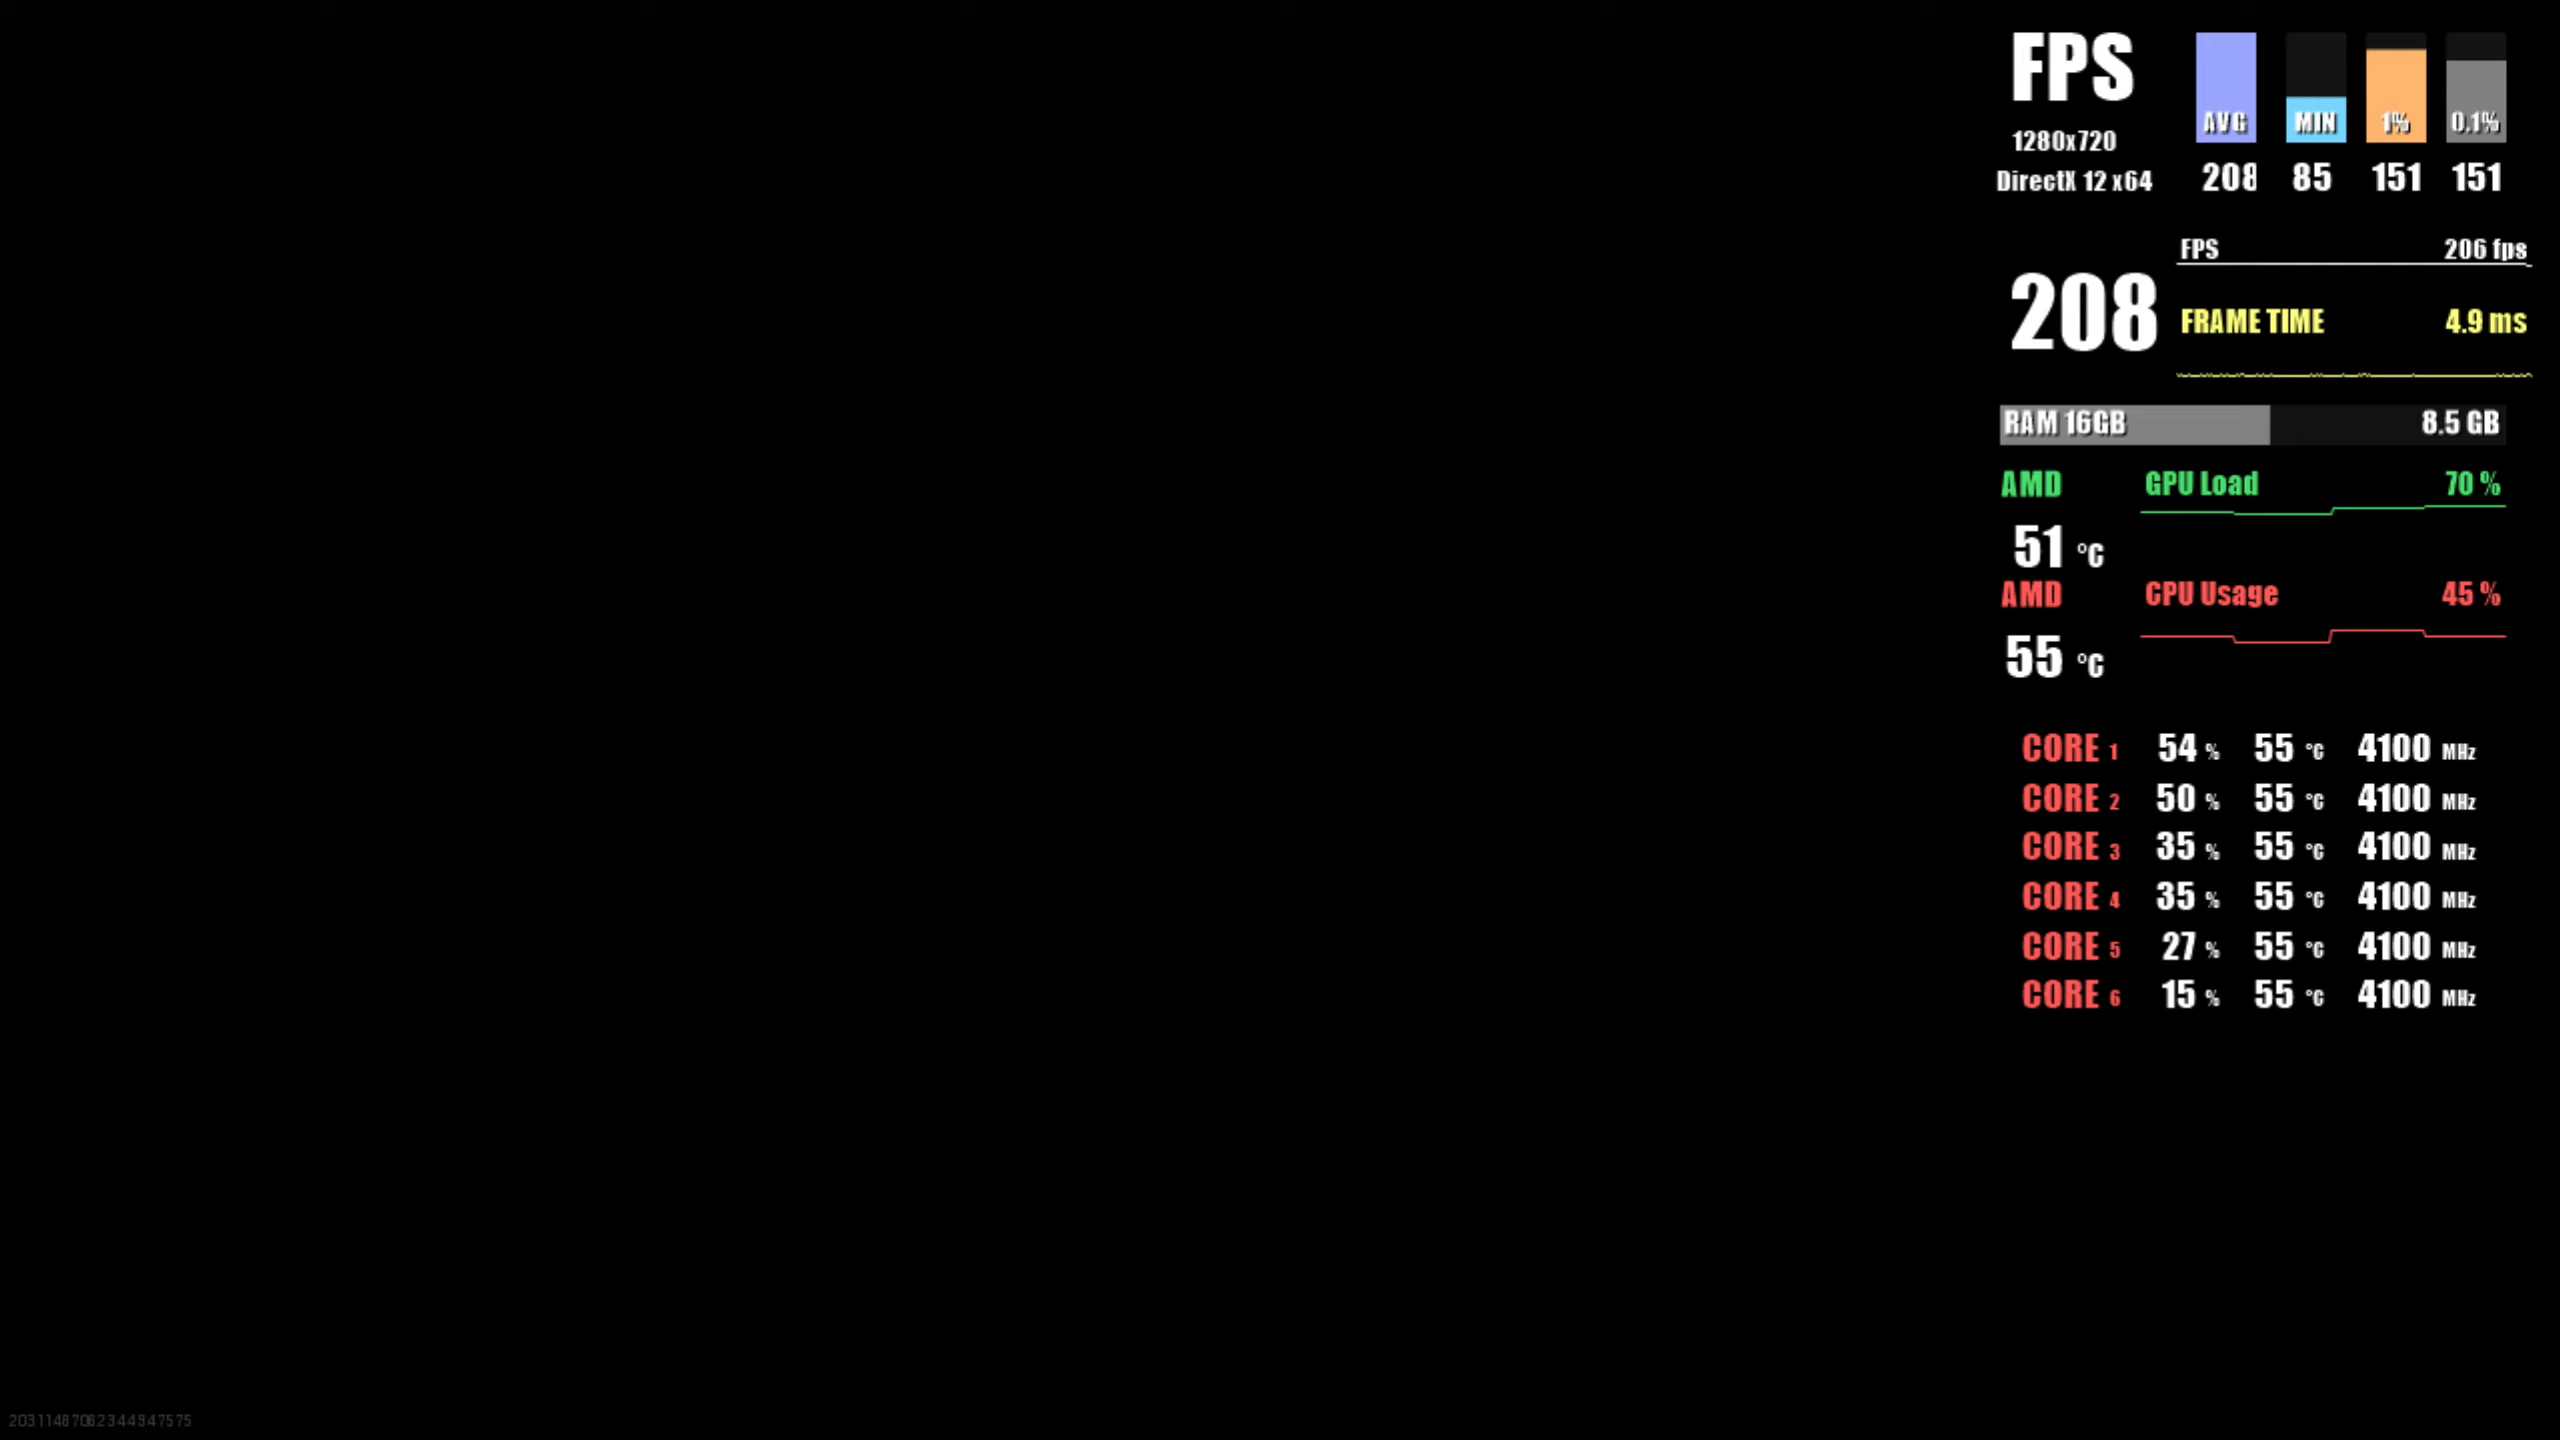 FPS
AVG MIN 1% 0.1%
1280x720
DirectX 12 x64
208 85 151 151
FPS 206 fps
208
FRAME TIME 4.9 ms
RAM 16GB 8.5 GB
AMD GPU Load 70 %
51 °C
AMD CPU Usage 45 %
55 °C
CORE 1 54 % 55 °C 4100 MHz
CORE 2 50 % 55 °C 4100 MHz
CORE 3 35 % 55 °C 4100 MHz
CORE 4 35 % 55 °C 4100 MHz
CORE 5 27 % 55 °C 4100 MHz
CORE 6 15 % 55 °C 4100 MHz